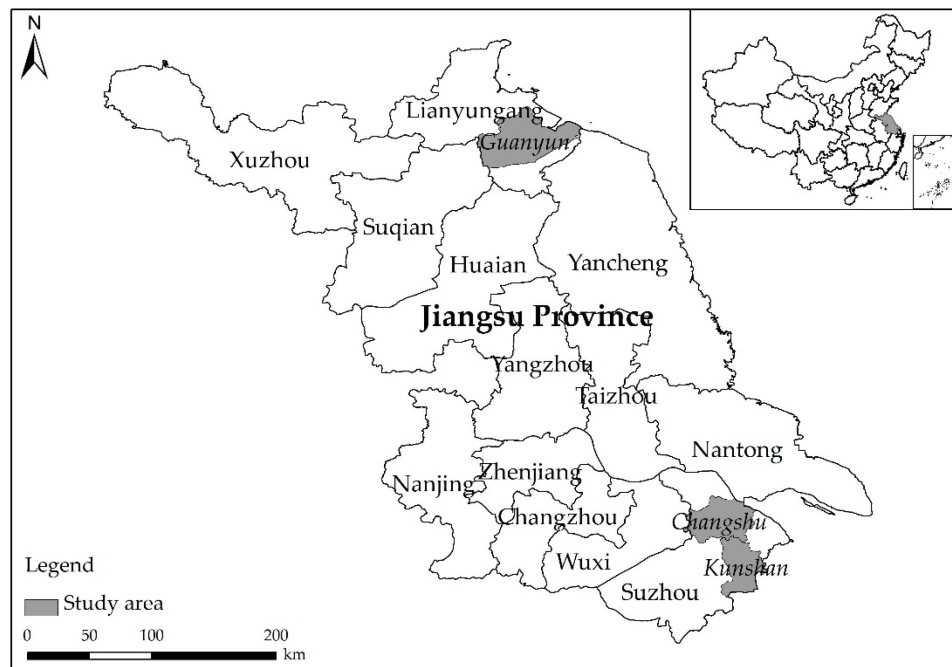 N
Lianyungang
Guanyun
Xuzhou
Suqian
Huaian
Yancheng
Jiangsu Province
Yangzhou
Taizhou
Nantong
Zhenjiang
Nanjing
Changzhou
Changshu
Wuxi
Kunshan
Suzhou
Legend
Study area
0 50 100 200
km